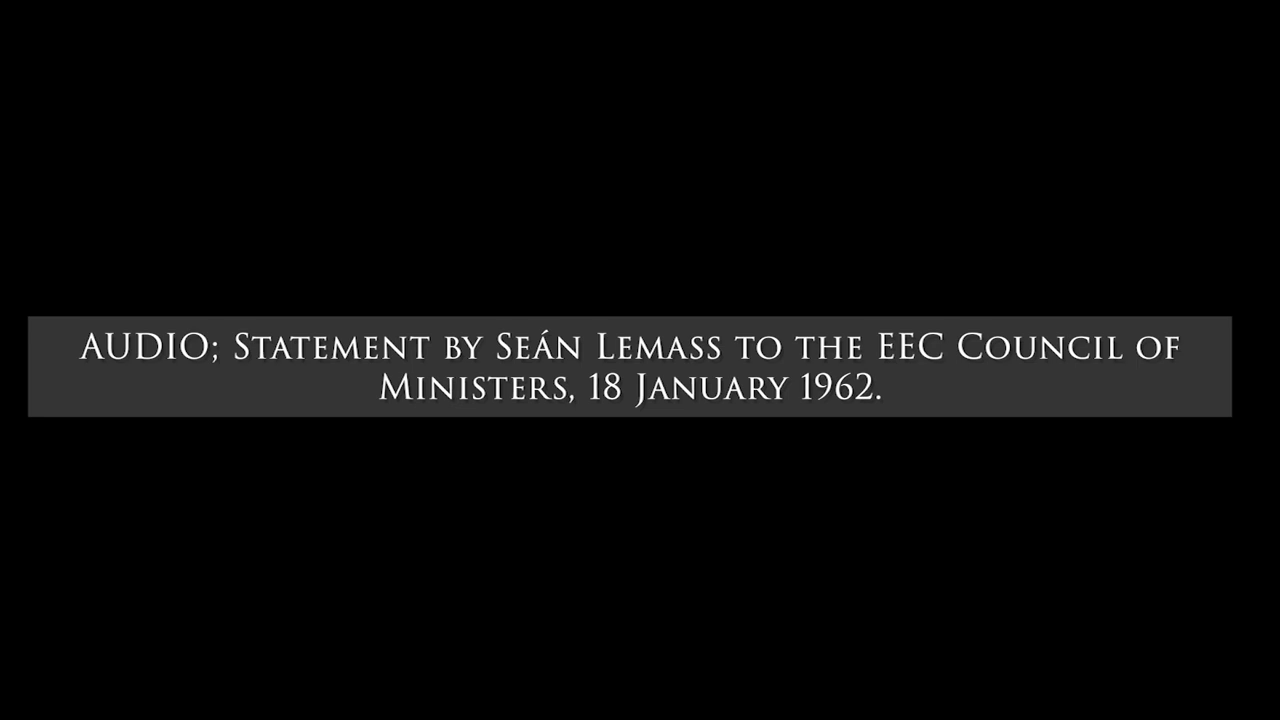 AUDIO; Statement by Seán Lemass to the EEC Council of
Ministers, 18 January 1962.